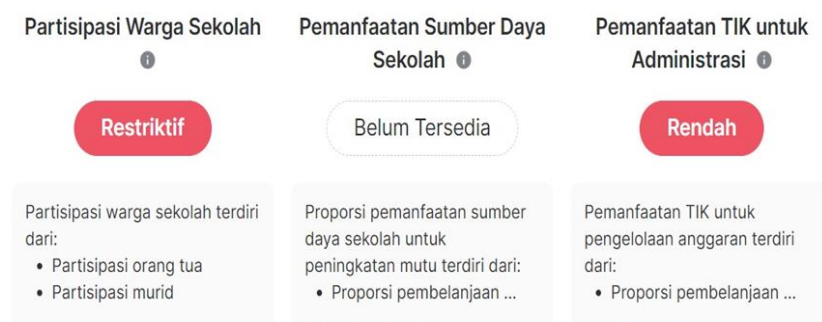 Partisipasi Warga Sekolah
Restriktif
Partisipasi warga sekolah terdiri
dari:
• Partisipasi orang tua
• Partisipasi murid
Pemanfaatan Sumber Daya
Sekolah
Belum Tersedia
Proporsi pemanfaatan sumber
daya sekolah untuk
peningkatan mutu terdiri dari:
• Proporsi pembelanjaan ...
Pemanfaatan TIK untuk
Administrasi
Rendah
Pemanfaatan TIK untuk
pengelolaan anggaran terdiri
dari:
• Proporsi pembelanjaan ...